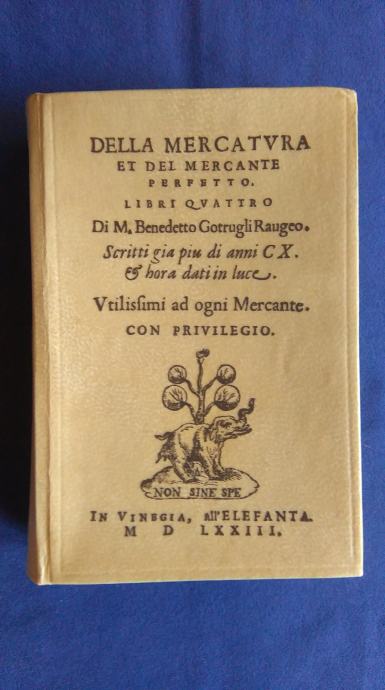 DELLA MERCATVRA
ET DEL MERCANTE
PERFETTO.
LIBRI QVATTRO
Di M. Benedetto Cotrugli Raugeo.
Scritti gia piu di anni CX.
& hora dati in luce.
Vtilissimi ad ogni Mercante.
CON PRIVILEGIO.
NON SINE SPE
IN VINEGIA, all'ELEFANTA.
M D LXXIII.